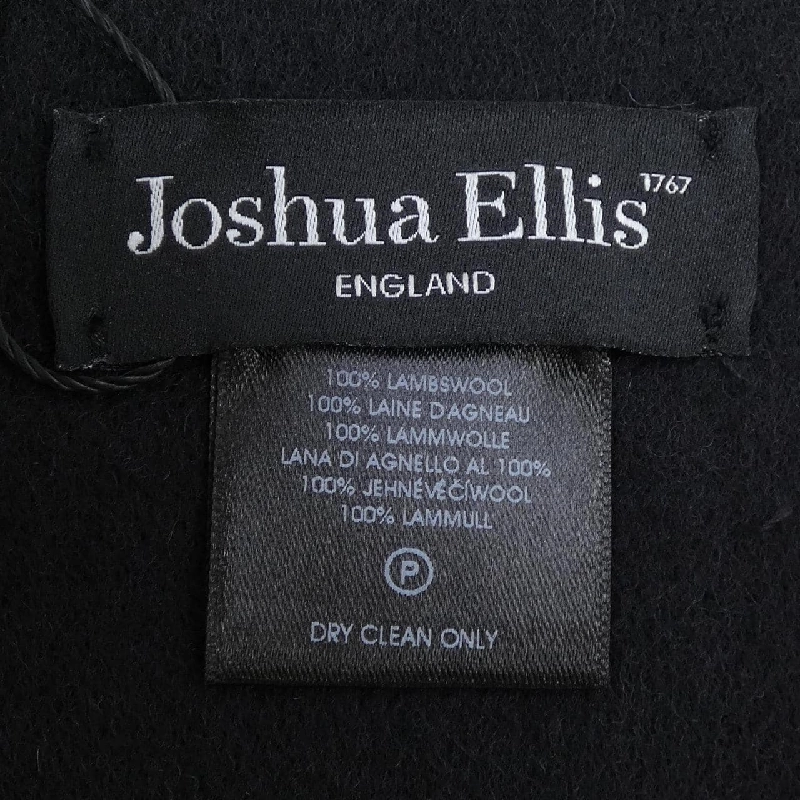 Joshua Ellis 1767
ENGLAND
100% LAMBSWOOL
100% LAINE D'AGNEAU
100% LAMMWOLLE
LANA DI AGNELLO AL 100%
100% JEHNĚVĚČÍWOOL
100% LAMMULL
P
DRY CLEAN ONLY